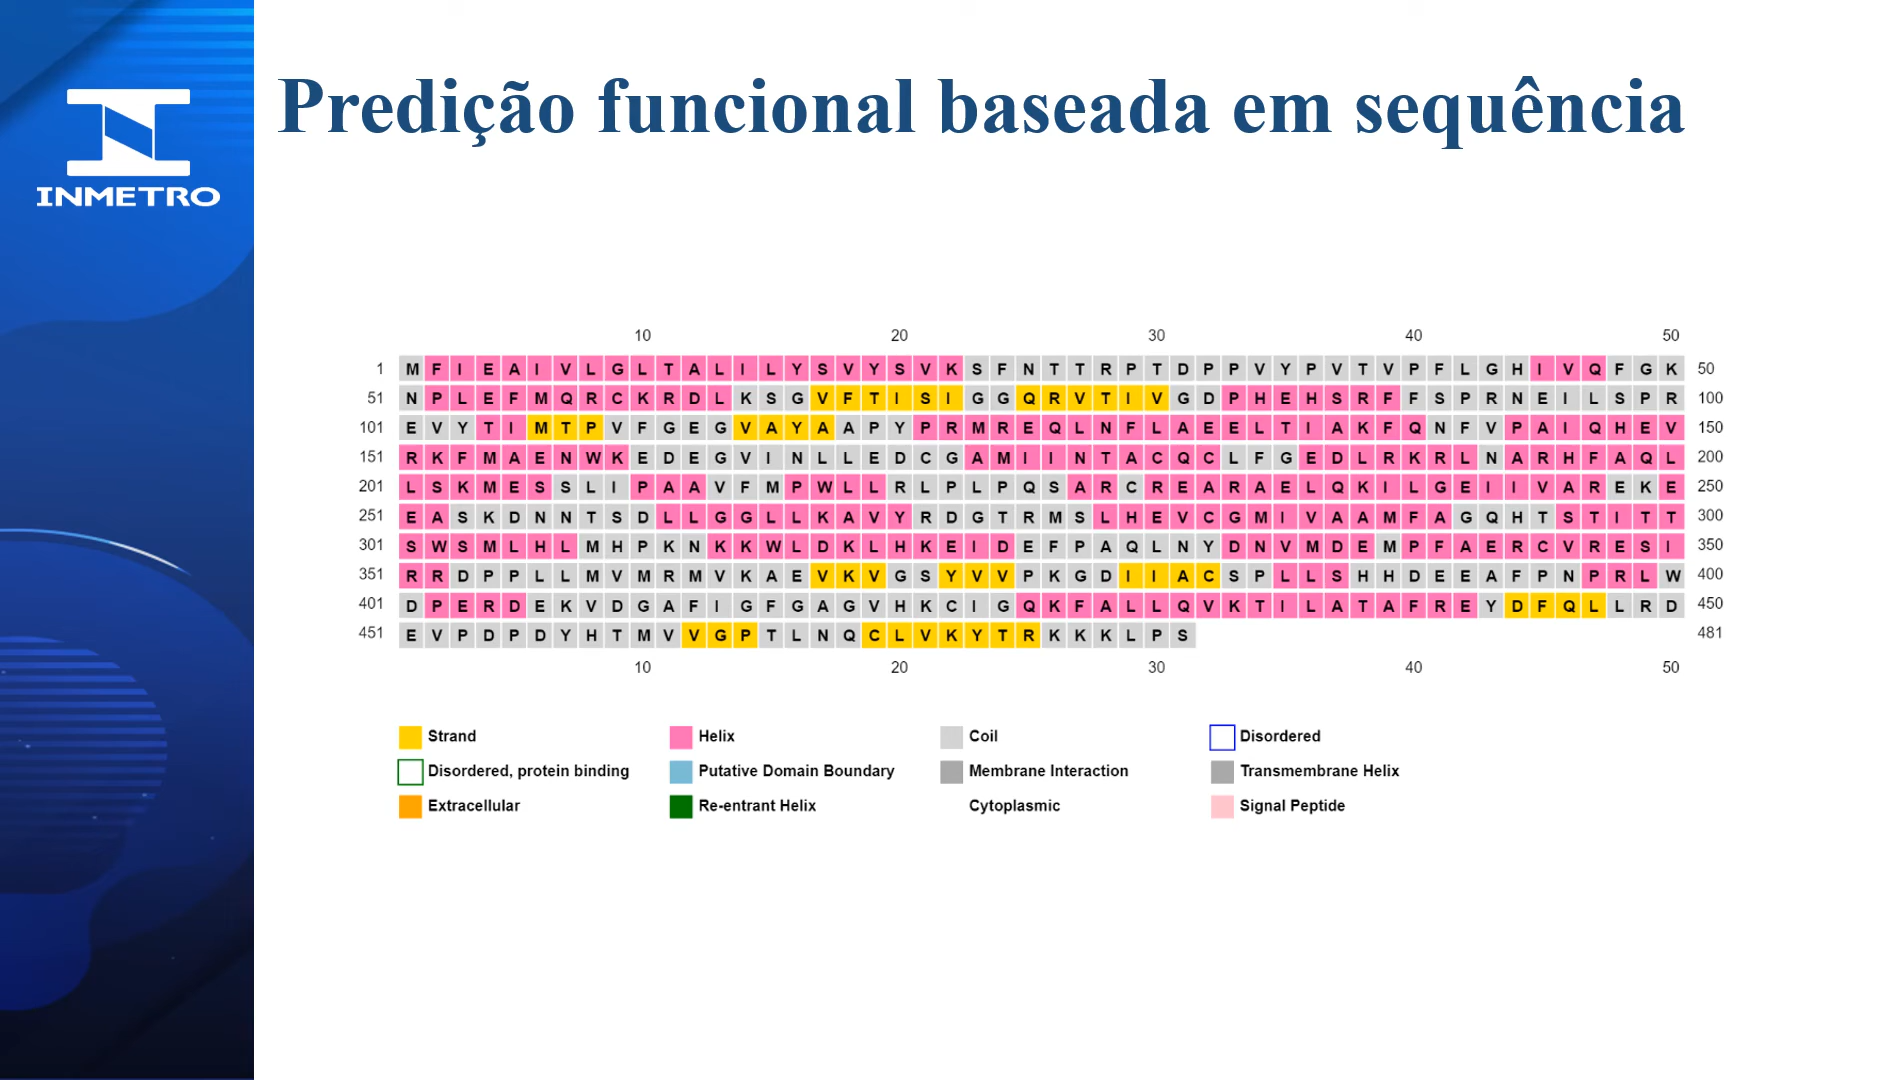 INMETRO
Predição funcional baseada em sequência
10 20 30 40 50
1 M F I E A I V L G L T A L I L Y S V Y S V K S F N T T R P T D P P V Y P V T V P F L G H I V Q F G K 50
51 N P L E F M Q R C K R D L K S G V F T I S I G G Q R V T I V G D P H E H S R F F S P R N E I L S P R 100
101 E V Y T I M T P V F G E G V A Y A A P Y P R M R E Q L N F L A E E L T I A K F Q N F V P A I Q H E V 150
151 R K F M A E N W K E D E G V I N L L E D C G A M I I N T A C Q C L F G E D L R K R L N A R H F A Q L 200
201 L S K M E S S L I P A A V F M P W L L R L P L P Q S A R C R E A R A E L Q K I L G E I I V A R E K E 250
251 E A S K D N N T S D L L G G L L K A V Y R D G T R M S L H E V C G M I V A A M F A G Q H T S T I T T 300
301 S W S M L H L M H P K N K K W L D K L H K E I D E F P A Q L N Y D N V M D E M P F A E R C V R E S I 350
351 R R D P P L L M V M R M V K A E V K V G S Y V V P K G D I I A C S P L L S H H D E E A F P N P R L W 400
401 D P E R D E K V D G A F I G F G A G V H K C I G Q K F A L L Q V K T I L A T A F R E Y D F Q L L R D 450
451 E V P D P D Y H T M V V G P T L N Q C L V K Y T R K K K L P S 481
10 20 30 40 50
Strand Helix Coil Disordered
Disordered, protein binding Putative Domain Boundary Membrane Interaction Transmembrane Helix
Extracellular Re-entrant Helix Cytoplasmic Signal Peptide